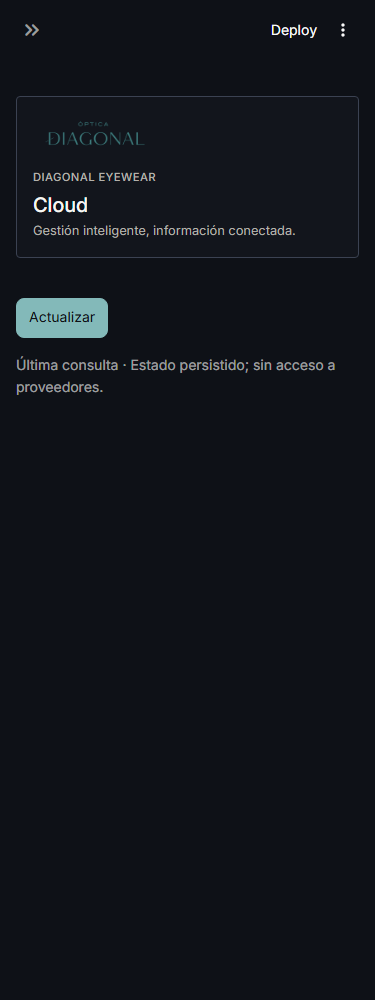 Deploy
ÓPTICA
DIAGONAL
DIAGONAL EYEWEAR
Cloud
Gestión inteligente, información conectada.
Actualizar
Última consulta · Estado persistido; sin acceso a
proveedores.